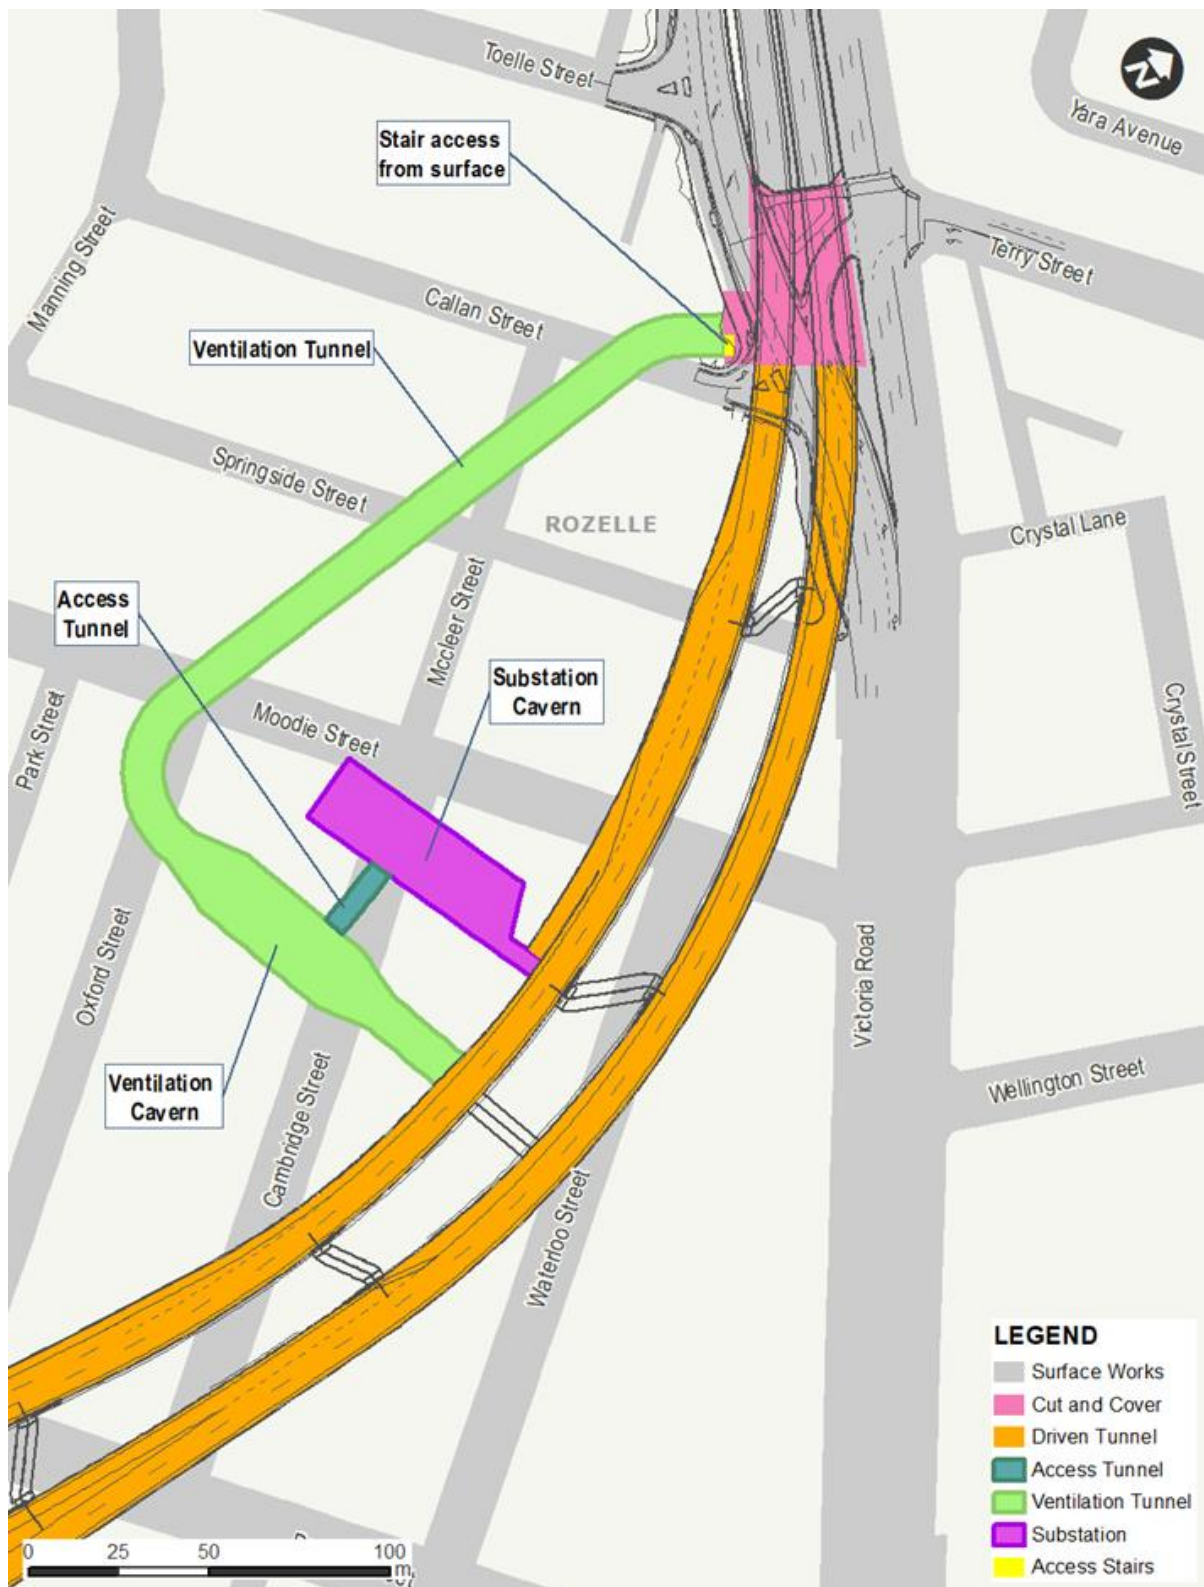 Toelle Street
N
Yara Avenue
Stair access
from surface
Manning Street
Terry Street
Callan Street
Ventilation Tunnel
Springside Street
ROZELLE
Crystal Lane
Access
Tunnel
Mccleer Street
Substation
Cavern
Park Street
Moodie Street
Crystal Street
Oxford Street
Victoria Road
Ventilation
Cavern
Wellington Street
Cambridge Street
Waterloo Street
LEGEND
Surface Works
Cut and Cover
Driven Tunnel
Access Tunnel
Ventilation Tunnel
Substation
Access Stairs
0 25 50 100
m